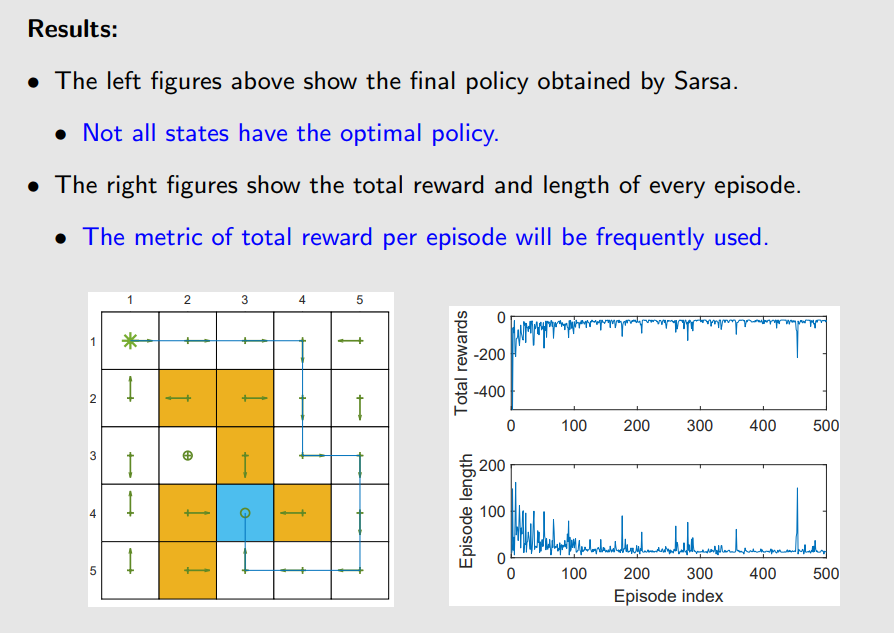 Results:
• The left figures above show the final policy obtained by Sarsa.
• Not all states have the optimal policy.
• The right figures show the total reward and length of every episode.
• The metric of total reward per episode will be frequently used.
1 2 3 4 5
1
2
3
4
5
Total rewards
0
-200
-400
0 100 200 300 400 500
Episode length
200
100
0
0 100 200 300 400 500
Episode index